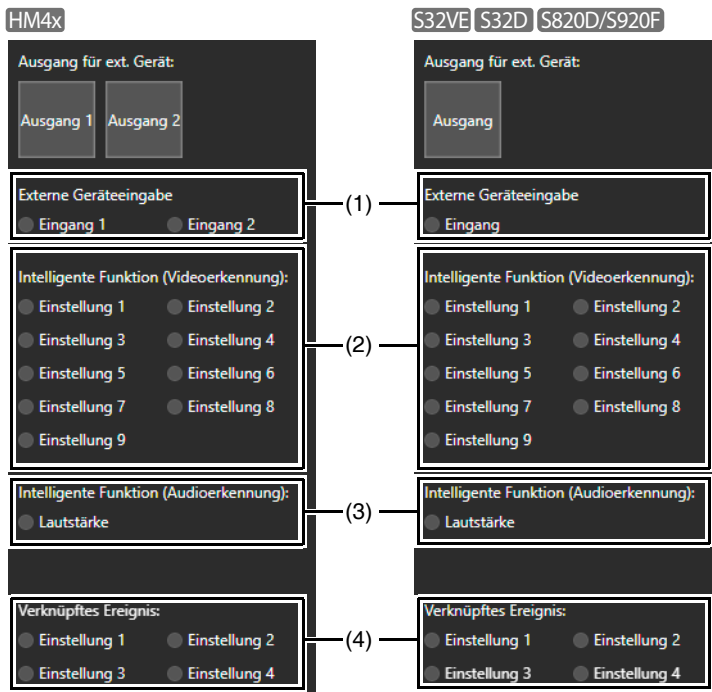 HM4x
Ausgang für ext. Gerät:
Ausgang 1 Ausgang 2
Externe Geräteeingabe
Eingang 1 Eingang 2
Intelligente Funktion (Videoerkennung):
Einstellung 1 Einstellung 2
Einstellung 3 Einstellung 4
Einstellung 5 Einstellung 6
Einstellung 7 Einstellung 8
Einstellung 9
Intelligente Funktion (Audioerkennung):
Lautstärke
Verknüpftes Ereignis:
Einstellung 1 Einstellung 2
Einstellung 3 Einstellung 4
(1)
(2)
(3)
(4)
S32VE S32D S820D/S920F
Ausgang für ext. Gerät:
Ausgang
Externe Geräteeingabe
Eingang
Intelligente Funktion (Videoerkennung):
Einstellung 1 Einstellung 2
Einstellung 3 Einstellung 4
Einstellung 5 Einstellung 6
Einstellung 7 Einstellung 8
Einstellung 9
Intelligente Funktion (Audioerkennung):
Lautstärke
Verknüpftes Ereignis:
Einstellung 1 Einstellung 2
Einstellung 3 Einstellung 4